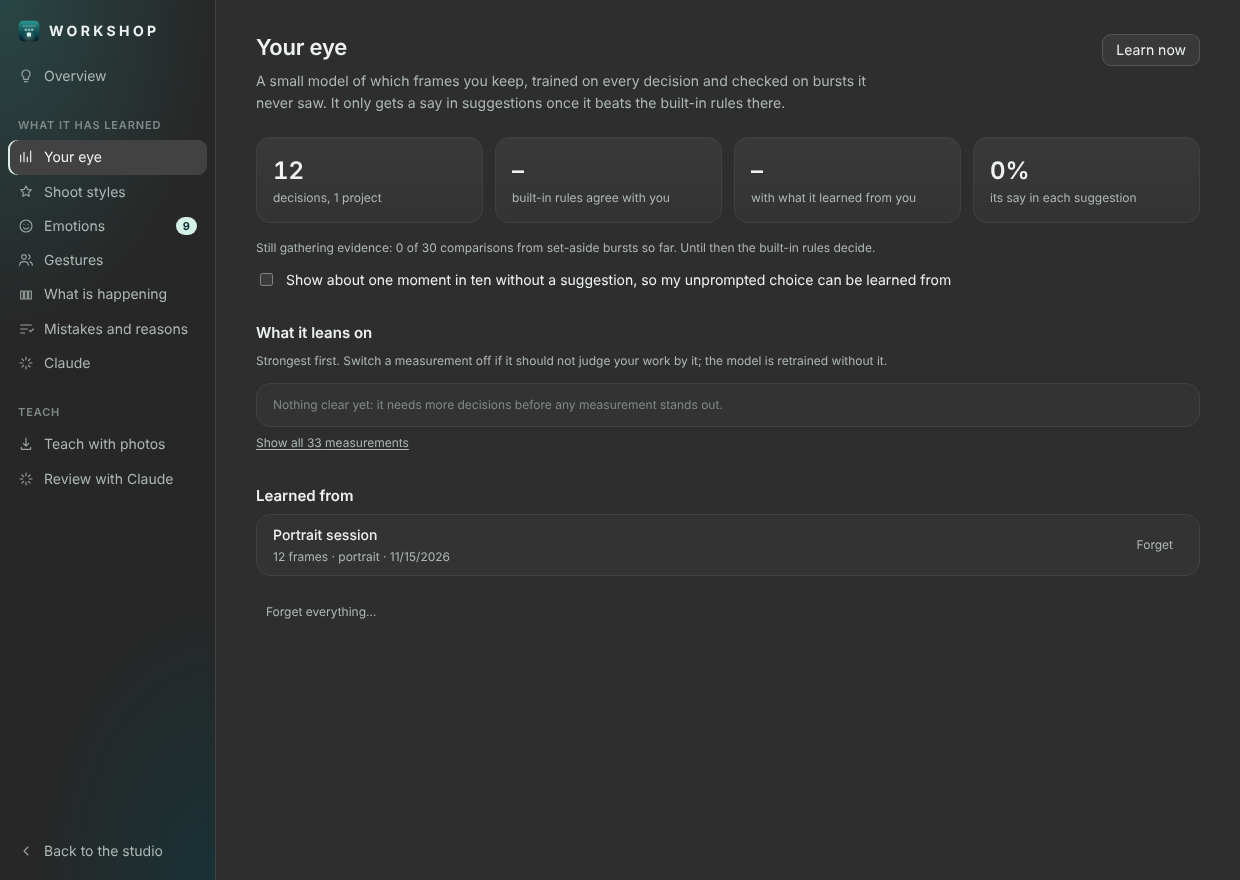 WORKSHOP
Overview
WHAT IT HAS LEARNED
Your eye
Shoot styles
Emotions 9
Gestures
What is happening
Mistakes and reasons
Claude
TEACH
Teach with photos
Review with Claude
Back to the studio
Your eye
Learn now
A small model of which frames you keep, trained on every decision and checked on bursts it
never saw. It only gets a say in suggestions once it beats the built-in rules there.
12
decisions, 1 project
–
built-in rules agree with you
–
with what it learned from you
0%
its say in each suggestion
Still gathering evidence: 0 of 30 comparisons from set-aside bursts so far. Until then the built-in rules decide.
Show about one moment in ten without a suggestion, so my unprompted choice can be learned from
What it leans on
Strongest first. Switch a measurement off if it should not judge your work by it; the model is retrained without it.
Nothing clear yet: it needs more decisions before any measurement stands out.
Show all 33 measurements
Learned from
Portrait session
12 frames · portrait · 11/15/2026
Forget
Forget everything...